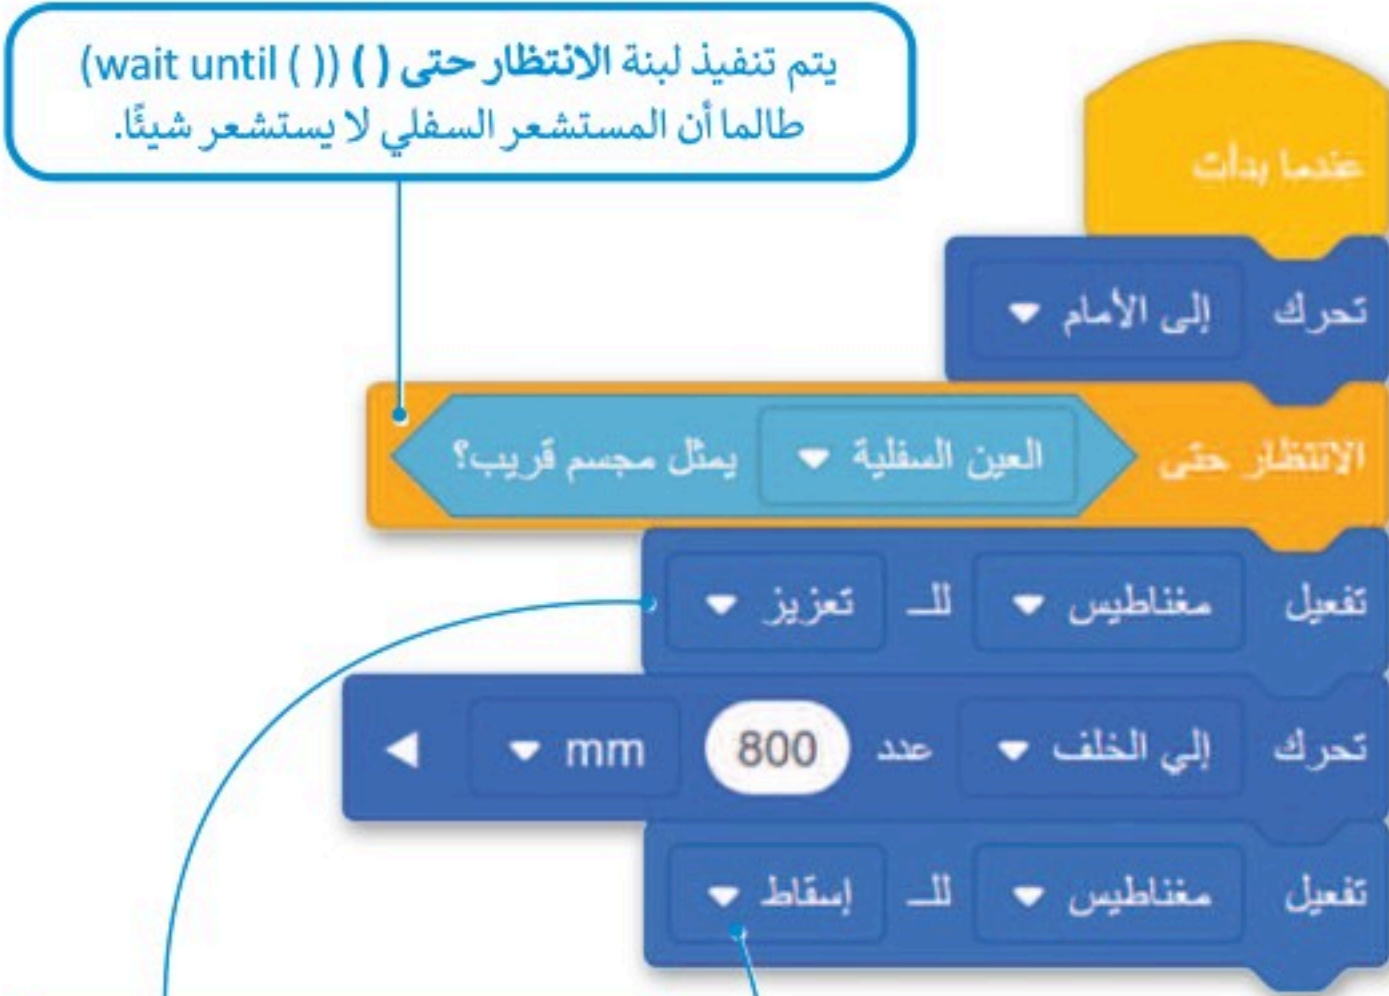 يتم تنفيذ لبنة الانتظار حتى ( ) (wait until ( ))
طالما أن المستشعر السفلي لا يستشعر شيئًا.
عندما بدأت
تحرك إلى الأمام
الانتظار حتى العين السفلية يمثل مجسم قريب؟
تفعيل مغناطيس للـ تعزيز
تحرك إلي الخلف عدد 800 mm
تفعيل مغناطيس للـ إسقاط